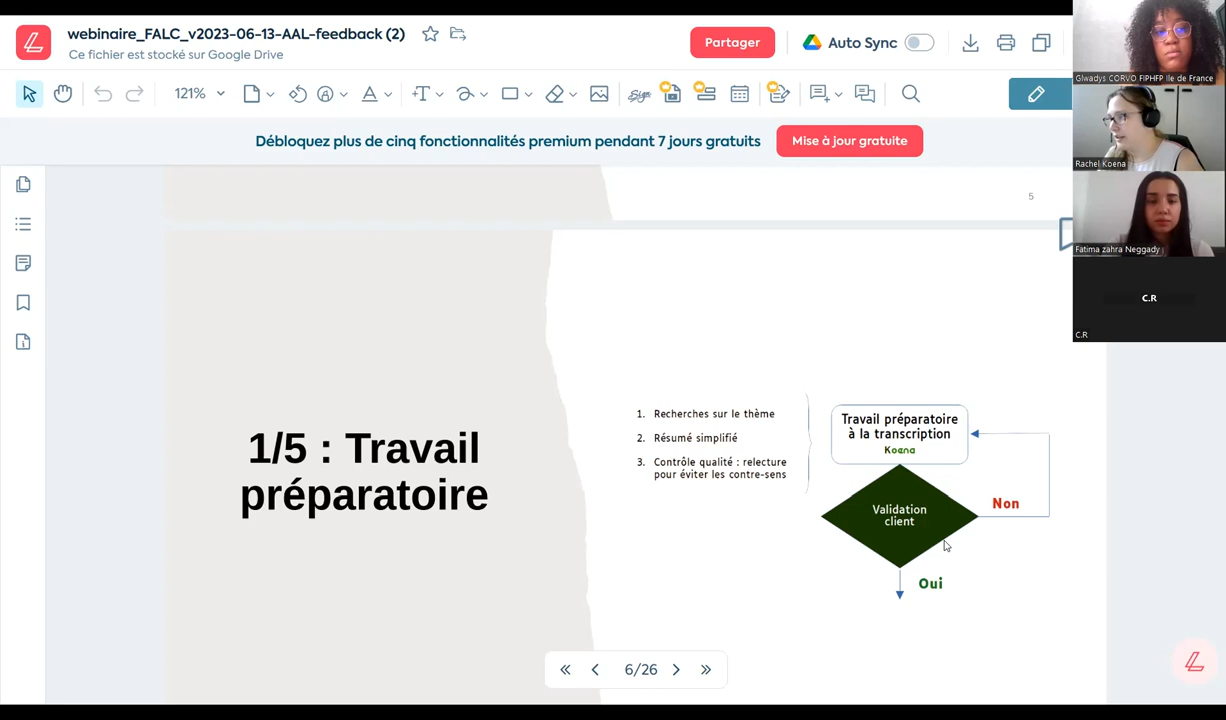 webinaire_FALC_v2023-06-13-AAL-feedback (2)
Ce fichier est stocké sur Google Drive
Partager
Auto Sync
121%
Sign
Débloquez plus de cinq fonctionnalités premium pendant 7 jours gratuits
Mise à jour gratuite
Glwadys CORVO FIPHFP Ile de France
Rachel Koena
Fatima zahra Neggady
C.R
C.R
5
1/5 : Travail
préparatoire
1. Recherches sur le thème
2. Résumé simplifié
3. Contrôle qualité : relecture
pour éviter les contre-sens
Travail préparatoire
à la transcription
Koena
Validation
client
Non
Oui
6/26